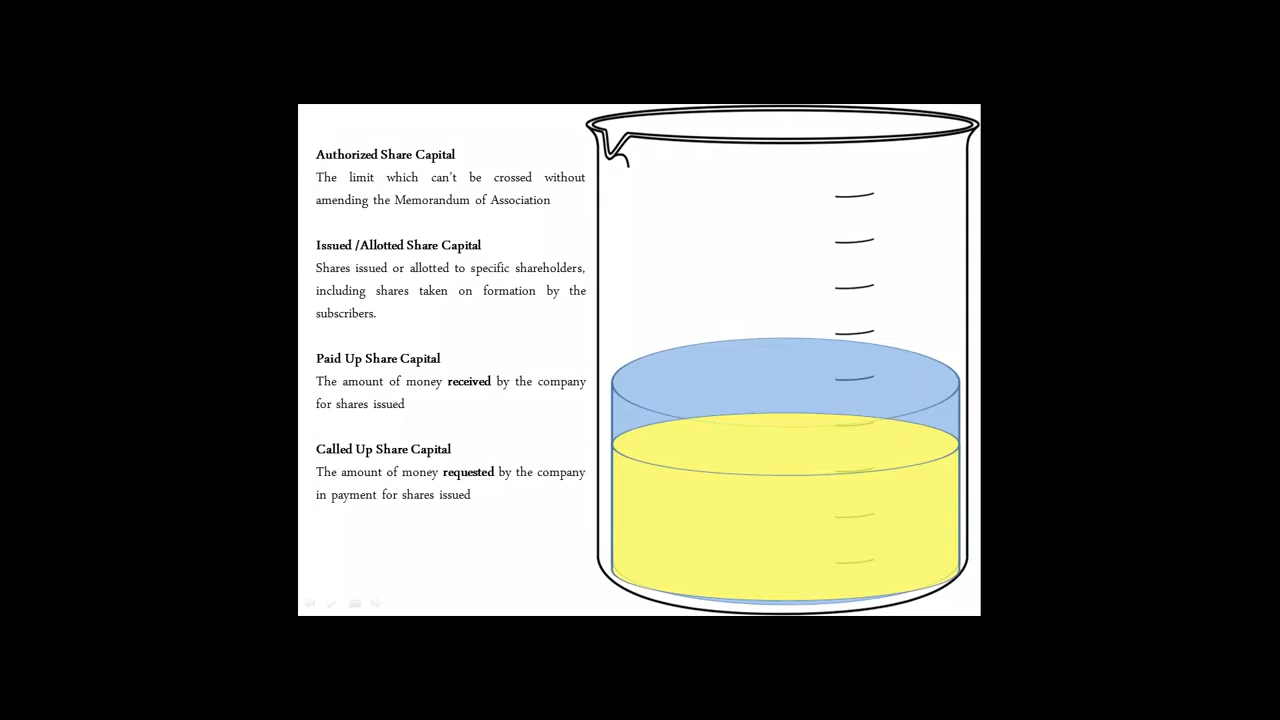 Authorized Share Capital
The limit which can't be crossed without
amending the Memorandum of Association
Issued /Allotted Share Capital
Shares issued or allotted to specific shareholders,
including shares taken on formation by the
subscribers.
Paid Up Share Capital
The amount of money received by the company
for shares issued
Called Up Share Capital
The amount of money requested by the company
in payment for shares issued